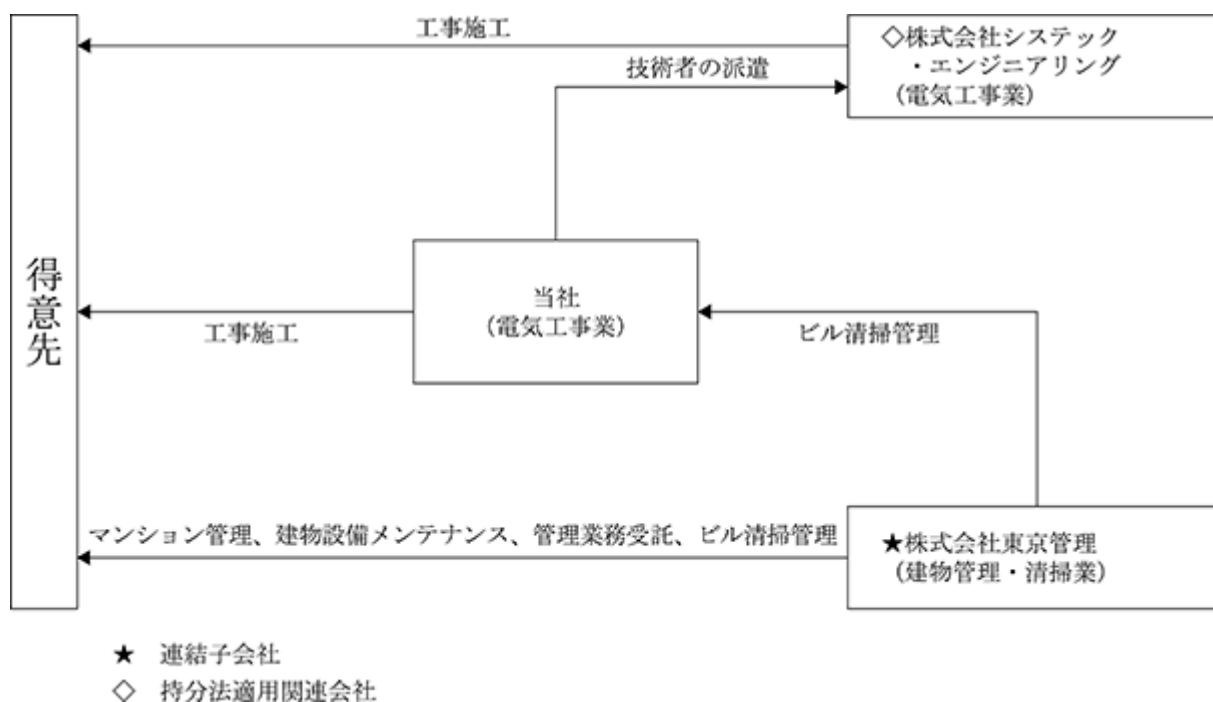 工事施工
◇株式会社システック
・エンジニアリング
(電気工事業)
技術者の派遣
得意先
当社
(電気工事業)
工事施工
ビル清掃管理
マンション管理、建物設備メンテナンス、管理業務受託、ビル清掃管理
★株式会社東京管理
(建物管理・清掃業)
★ 連結子会社
◇ 持分法適用関連会社